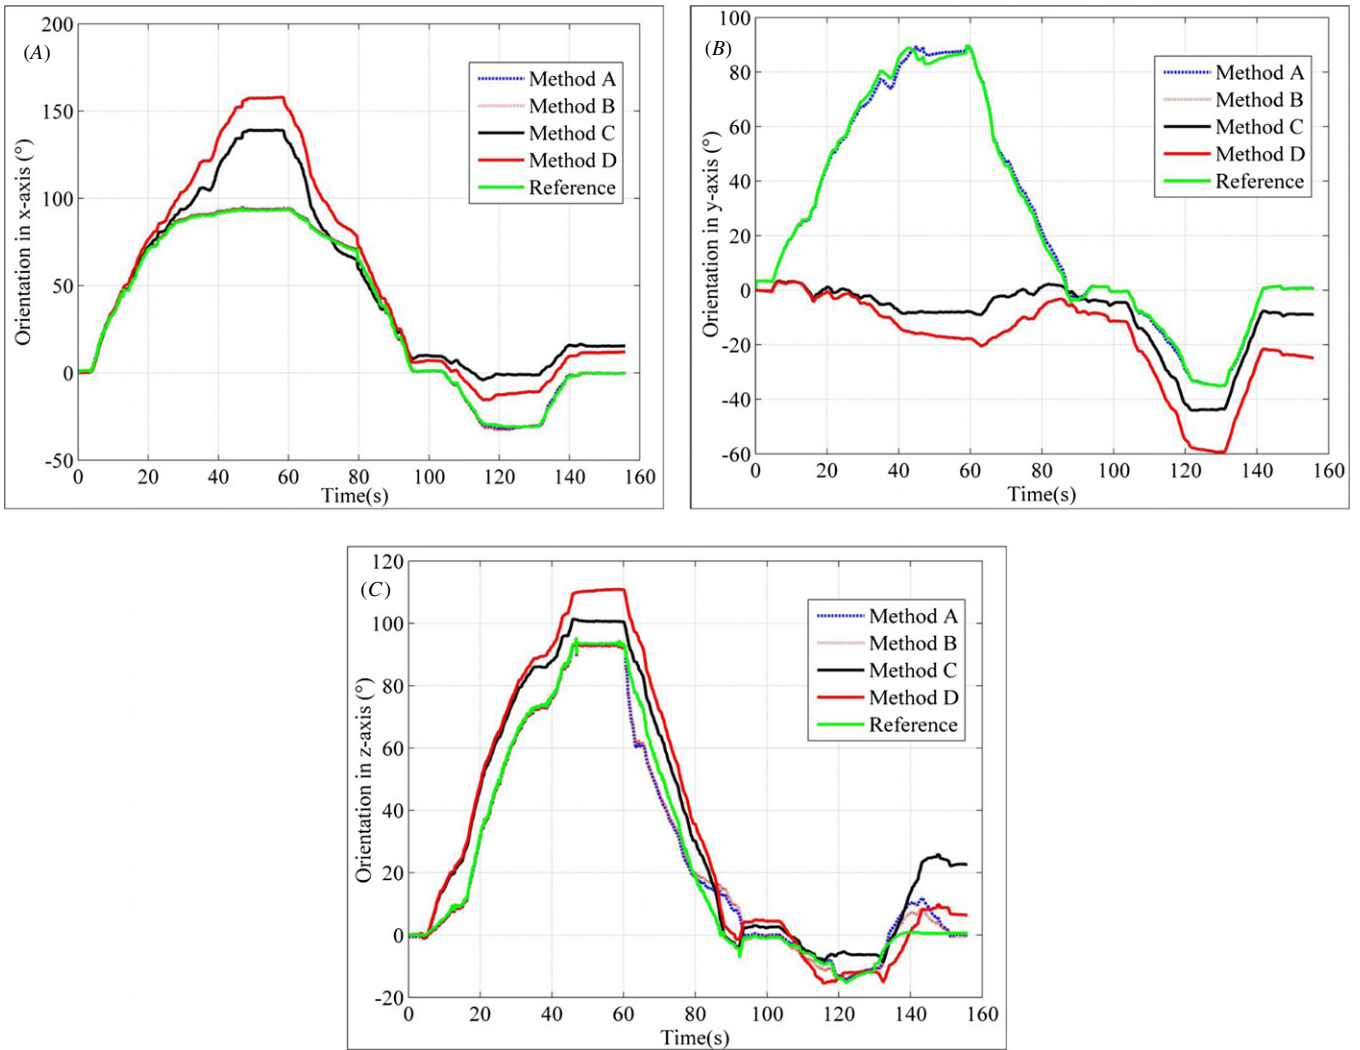 (A)
200
150
100
50
0
-50
0 20 40 60 80 100 120 140 160
Time(s)
Orientation in x-axis (°)
Method A
Method B
Method C
Method D
Reference
(B)
100
80
60
40
20
0
-20
-40
-60
0 20 40 60 80 100 120 140 160
Time(s)
Orientation in y-axis (°)
Method A
Method B
Method C
Method D
Reference
(C)
120
100
80
60
40
20
0
-20
0 20 40 60 80 100 120 140 160
Time(s)
Orientation in z-axis (°)
Method A
Method B
Method C
Method D
Reference